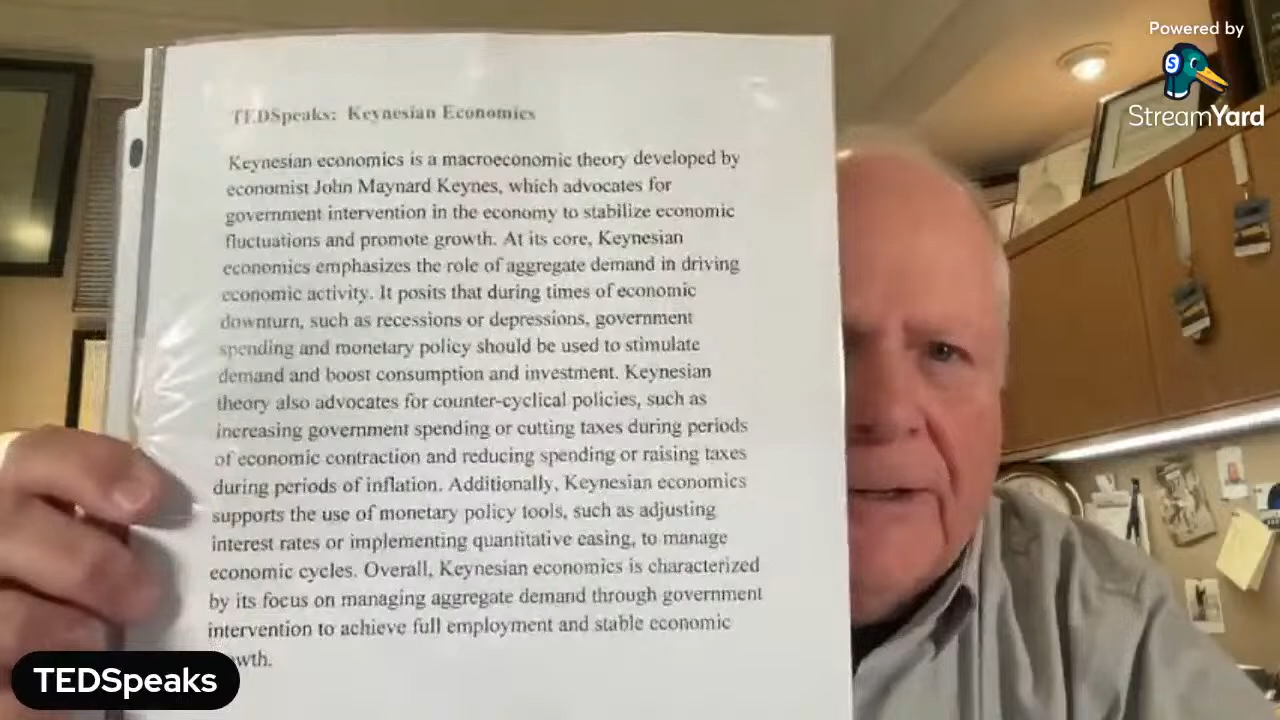 Powered by
StreamYard
TEDSpeaks: Keynesian Economics
Keynesian economics is a macroeconomic theory developed by
economist John Maynard Keynes, which advocates for
government intervention in the economy to stabilize economic
fluctuations and promote growth. At its core, Keynesian
economics emphasizes the role of aggregate demand in driving
economic activity. It posits that during times of economic
downturn, such as recessions or depressions, government
spending and monetary policy should be used to stimulate
demand and boost consumption and investment. Keynesian
theory also advocates for counter-cyclical policies, such as
increasing government spending or cutting taxes during periods
of economic contraction and reducing spending or raising taxes
during periods of inflation. Additionally, Keynesian economics
supports the use of monetary policy tools, such as adjusting
interest rates or implementing quantitative easing, to manage
economic cycles. Overall, Keynesian economics is characterized
by its focus on managing aggregate demand through government
intervention to achieve full employment and stable economic
wth.
TEDSpeaks